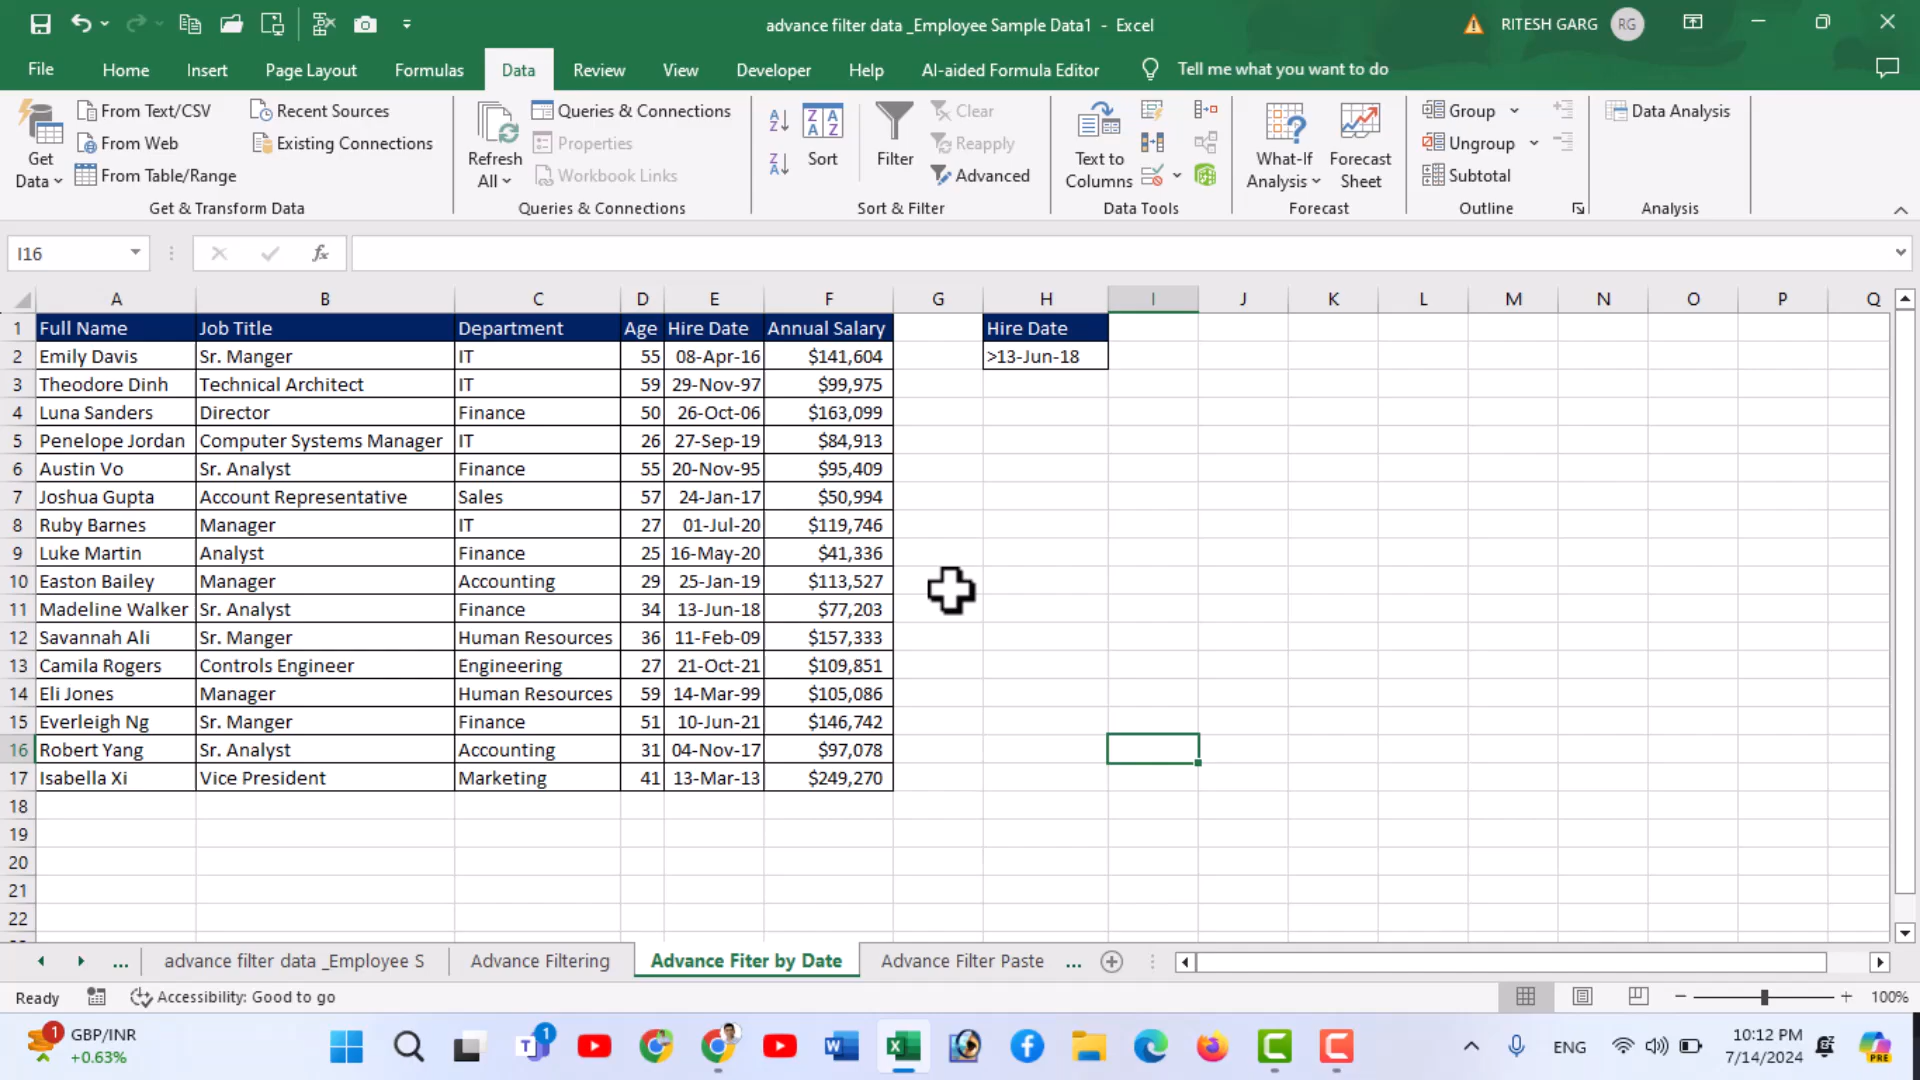 advance filter data _Employee Sample Data1 - Excel
RITESH GARG
RG
File
Home
Insert
Page Layout
Formulas
Data
Review
View
Developer
Help
AI-aided Formula Editor
Tell me what you want to do
Get Data
From Text/CSV
From Web
From Table/Range
Recent Sources
Existing Connections
Get & Transform Data
Refresh All
Queries & Connections
Properties
Workbook Links
Queries & Connections
Sort
Filter
Clear
Reapply
Advanced
Sort & Filter
Text to Columns
Data Tools
What-If Analysis
Forecast Sheet
Forecast
Group
Ungroup
Subtotal
Outline
Data Analysis
Analysis
I16
fx
A B C D E F G H I J K L M N O P Q
1 Full Name Job Title Department Age Hire Date Annual Salary Hire Date
2 Emily Davis Sr. Manger IT 55 08-Apr-16 $141,604 >13-Jun-18
3 Theodore Dinh Technical Architect IT 59 29-Nov-97 $99,975
4 Luna Sanders Director Finance 50 26-Oct-06 $163,099
5 Penelope Jordan Computer Systems Manager IT 26 27-Sep-19 $84,913
6 Austin Vo Sr. Analyst Finance 55 20-Nov-95 $95,409
7 Joshua Gupta Account Representative Sales 57 24-Jan-17 $50,994
8 Ruby Barnes Manager IT 27 01-Jul-20 $119,746
9 Luke Martin Analyst Finance 25 16-May-20 $41,336
10 Easton Bailey Manager Accounting 29 25-Jan-19 $113,527
11 Madeline Walker Sr. Analyst Finance 34 13-Jun-18 $77,203
12 Savannah Ali Sr. Manger Human Resources 36 11-Feb-09 $157,333
13 Camila Rogers Controls Engineer Engineering 27 21-Oct-21 $109,851
14 Eli Jones Manager Human Resources 59 14-Mar-99 $105,086
15 Everleigh Ng Sr. Manger Finance 51 10-Jun-21 $146,742
16 Robert Yang Sr. Analyst Accounting 31 04-Nov-17 $97,078
17 Isabella Xi Vice President Marketing 41 13-Mar-13 $249,270
18
19
20
21
22
... advance filter data _Employee S
Advance Filtering
Advance Fiter by Date
Advance Filter Paste ...
Ready
Accessibility: Good to go
100%
1
GBP/INR
+0.63%
1
ENG
10:12 PM
7/14/2024
PRE